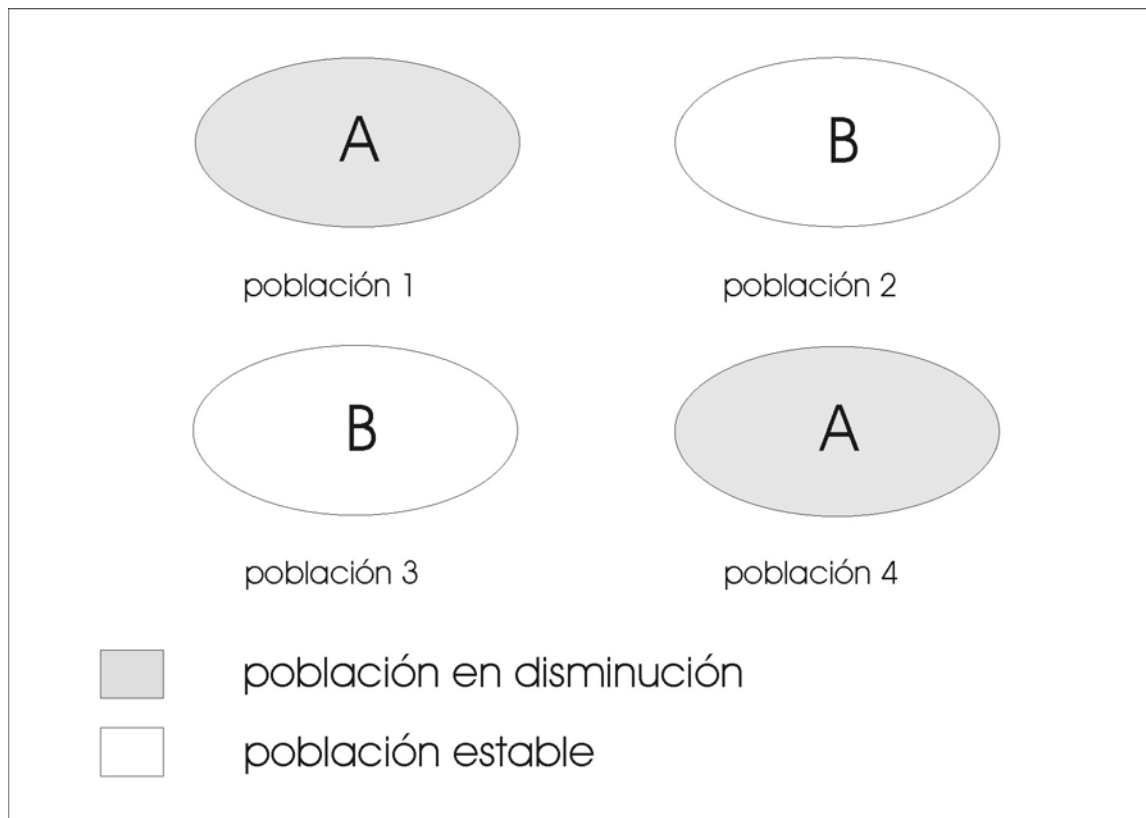 A
B
población 1
población 2
B
A
población 3
población 4
población en disminución
población estable